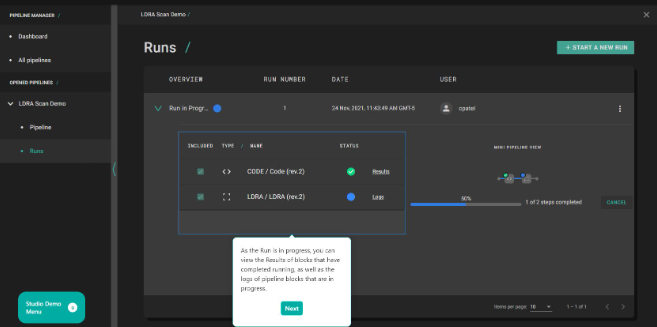 PIPELINE MANAGER /
LDRA Scan Demo /
Dashboard
All pipelines
OPENED PIPELINES /
LDRA Scan Demo
Pipeline
Runs
Runs /
+ START A NEW RUN
OVERVIEW RUN NUMBER DATE USER
Run in Progr... 1 24 Nov, 2021, 11:43:49 AM GMT-5 cpatel
INCLUDED TYPE / NAME STATUS
CODE / Code (rev.2) Results
LDRA / LDRA (rev.2) Logs
MINI PIPELINE VIEW
50%
1 of 2 steps completed
CANCEL
As the Run is in progress, you can
view the Results of blocks that have
completed running, as well as the
logs of pipeline blocks that are in
progress.
Next
Studio Demo
Menu
Items per page: 10 1 – 1 of 1